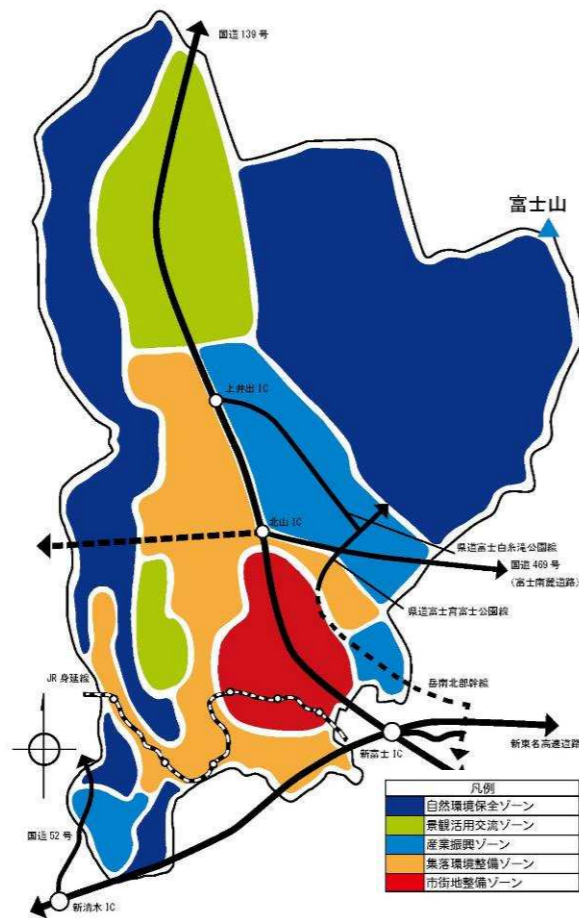 国道139号
富士山
上井出IC
北山IC
県道富士白糸滝公園線
国道469号
(富士南麓道路)
県道富士宮富士公園線
岳南北部幹線
JR身延線
新東名高速道路
新富士IC
国道52号
新清水IC
凡例
自然環境保全ゾーン
景観活用交流ゾーン
産業振興ゾーン
集落環境整備ゾーン
市街地整備ゾーン